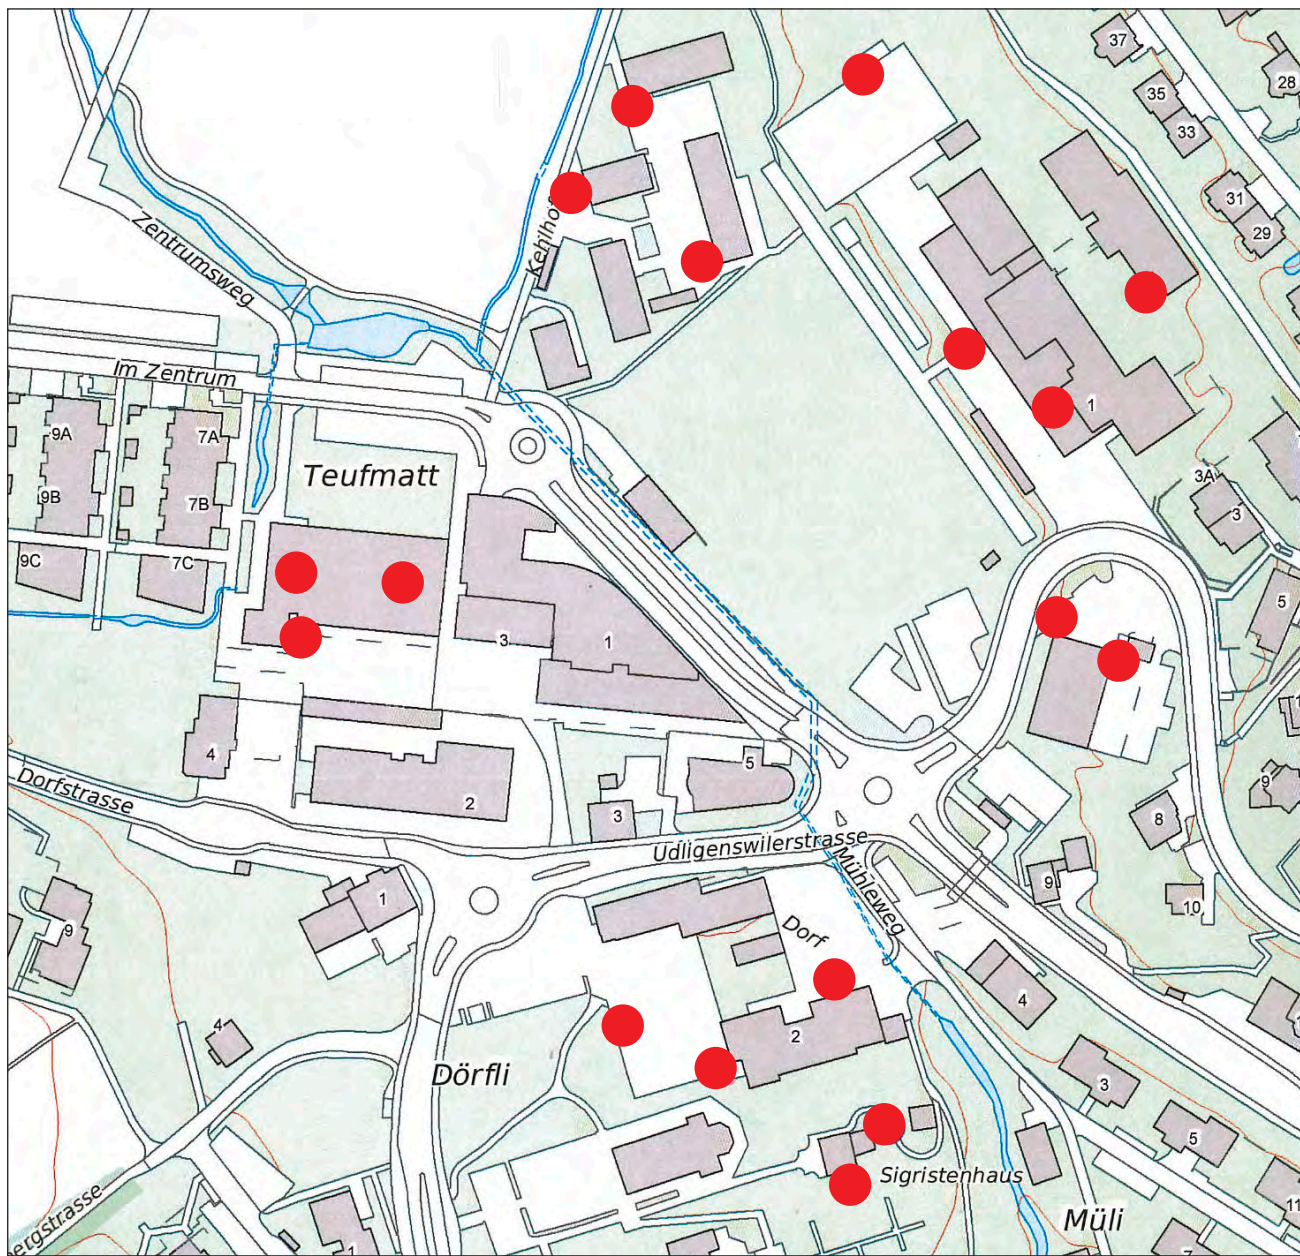 37
28
35
33
31
29
Kehlhof
Zentrumsweg
Im Zentrum
9A
7A
1
Teufmatt
3A
9B
7B
3
9C
7C
5
3
1
4
5
Dorfstrasse
2
3
8
9
Udligenswilerstrasse
Mühleweg
1
9
10
9
Dorf
4
4
2
Dörfli
3
5
Sigristenhaus
11
Müli
ergstrasse
1